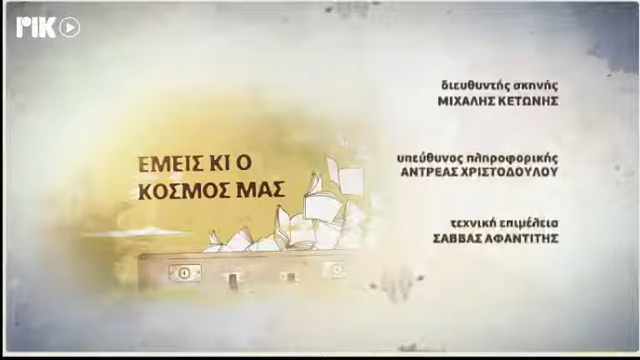 ΡΙΚ
ΕΜΕΙΣ ΚΙ Ο
ΚΟΣΜΟΣ ΜΑΣ
διευθυντής σκηνής
ΜΙΧΑΛΗΣ ΚΕΤΩΝΗΣ
υπεύθυνος πληροφορικής
ΑΝΤΡΕΑΣ ΧΡΙΣΤΟΔΟΥΛΟΥ
τεχνική επιμέλεια
ΣΑΒΒΑΣ ΑΦΑΝΤΙΤΗΣ